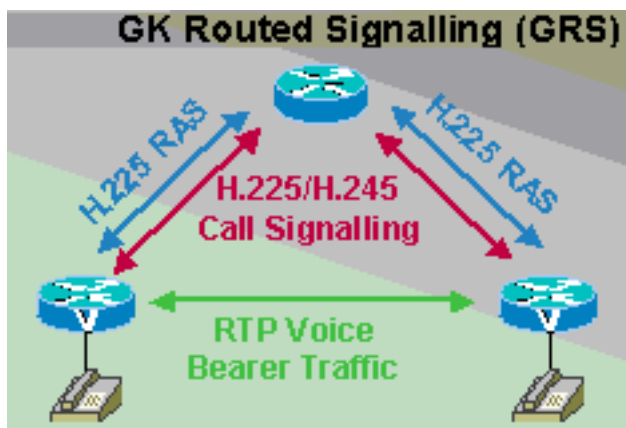 GK Routed Signalling (GRS)
H.225 RAS
H.225 RAS
H.225/H.245
Call Signalling
V
V
RTP Voice
Bearer Traffic